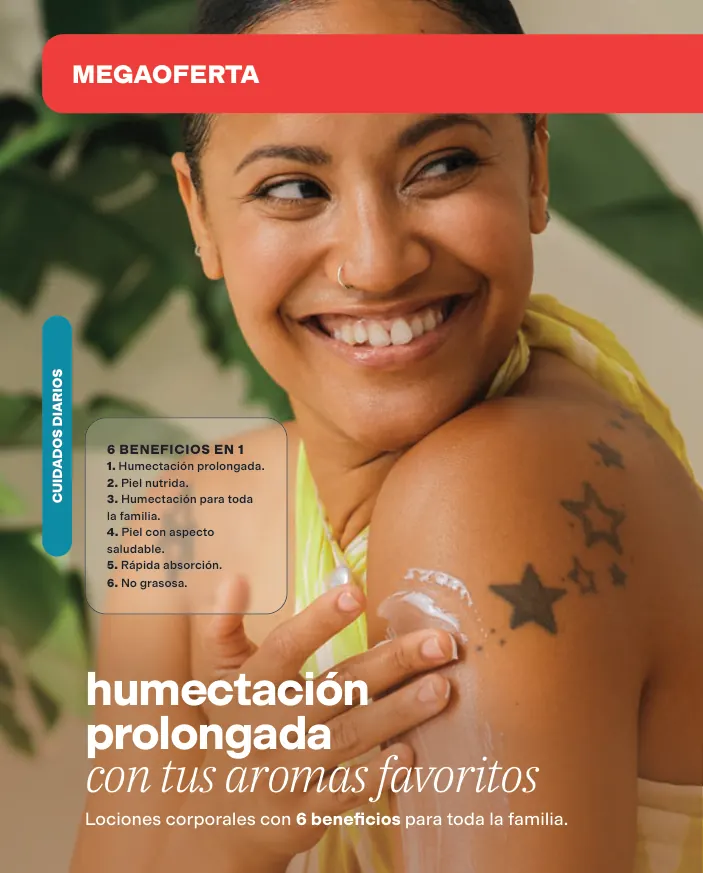 MEGAOFERTA
CUIDADOS DIARIOS
6 BENEFICIOS EN 1
1. Humectación prolongada.
2. Piel nutrida.
3. Humectación para toda
la familia.
4. Piel con aspecto
saludable.
5. Rápida absorción.
6. No grasosa.
humectación
prolongada
con tus aromas favoritos
Lociones corporales con 6 beneficios para toda la familia.